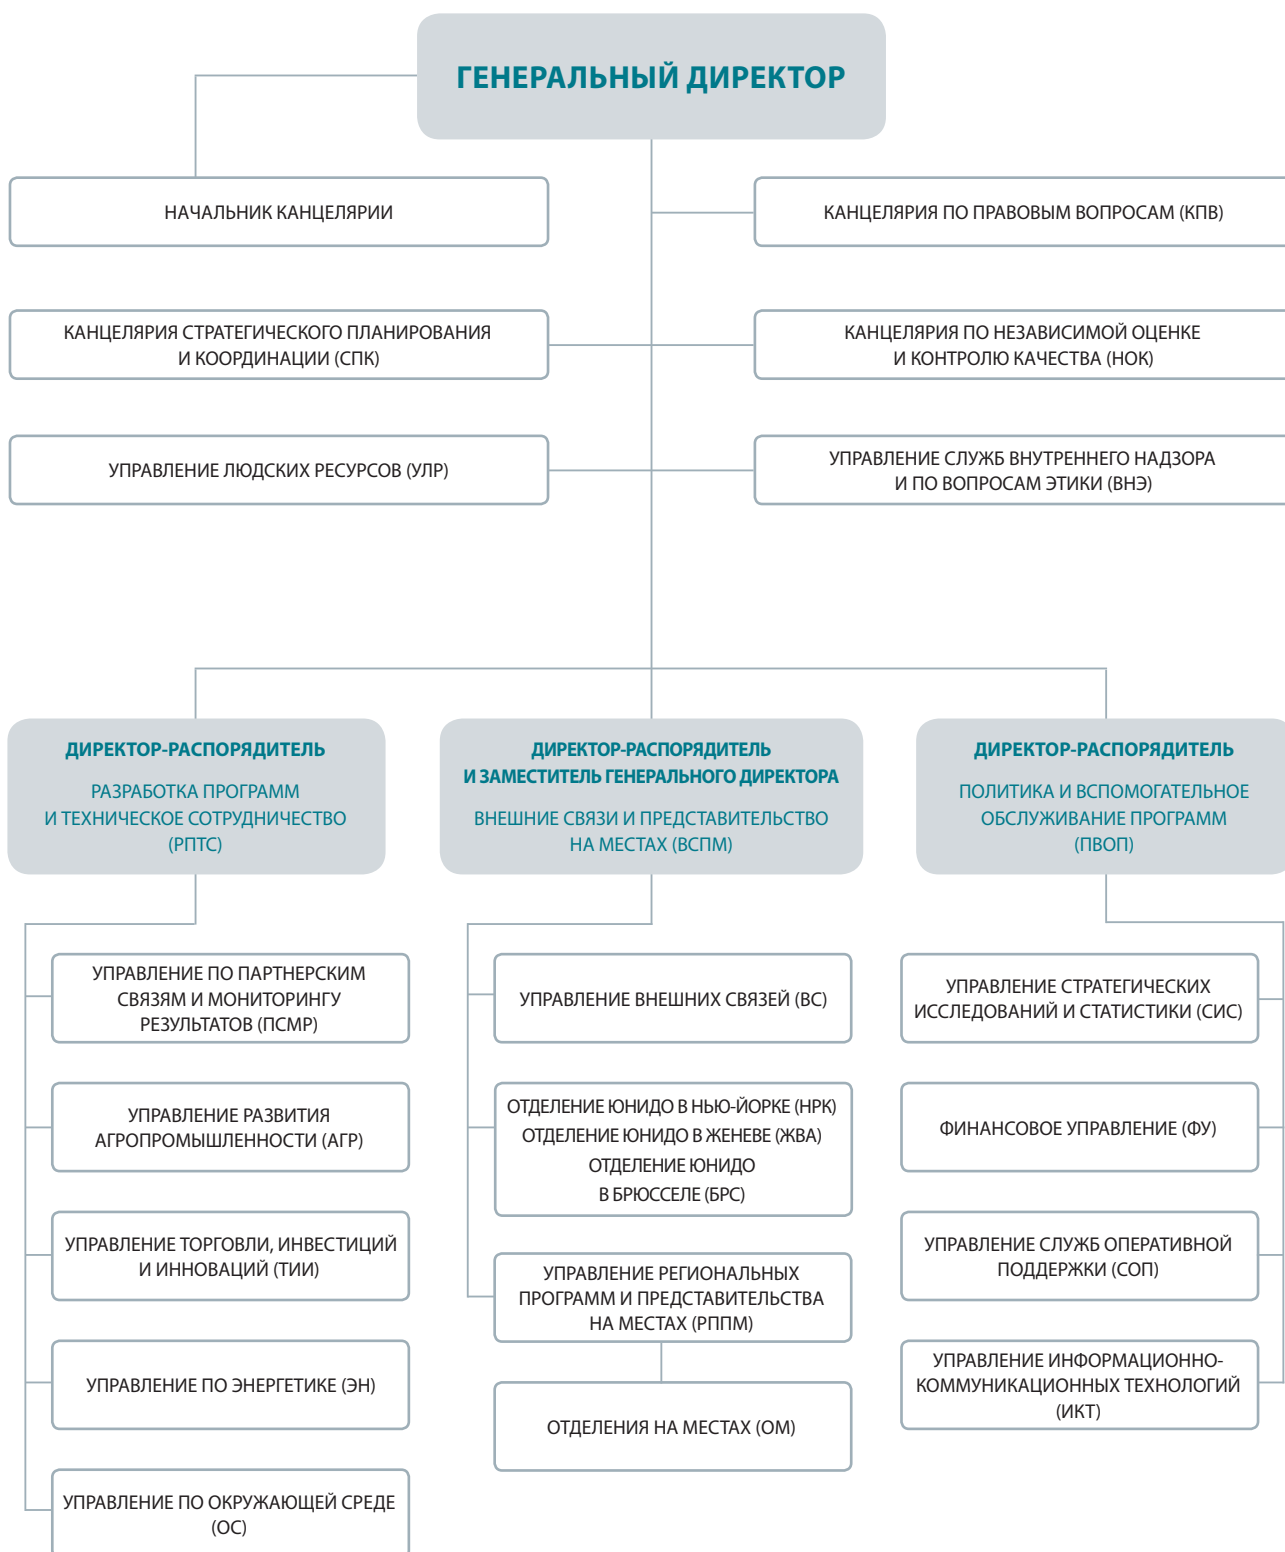 ГЕНЕРАЛЬНЫЙ ДИРЕКТОР
НАЧАЛЬНИК КАНЦЕЛЯРИИ
КАНЦЕЛЯРИЯ ПО ПРАВОВЫМ ВОПРОСАМ (КПВ)
КАНЦЕЛЯРИЯ СТРАТЕГИЧЕСКОГО ПЛАНИРОВАНИЯ
И КООРДИНАЦИИ (СПК)
КАНЦЕЛЯРИЯ ПО НЕЗАВИСИМОЙ ОЦЕНКЕ
И КОНТРОЛЮ КАЧЕСТВА (НОК)
УПРАВЛЕНИЕ ЛЮДСКИХ РЕСУРСОВ (УЛР)
УПРАВЛЕНИЕ СЛУЖБ ВНУТРЕННЕГО НАДЗОРА
И ПО ВОПРОСАМ ЭТИКИ (ВНЭ)
ДИРЕКТОР-РАСПОРЯДИТЕЛЬ
РАЗРАБОТКА ПРОГРАММ
И ТЕХНИЧЕСКОЕ СОТРУДНИЧЕСТВО
(РПТС)
ДИРЕКТОР-РАСПОРЯДИТЕЛЬ
И ЗАМЕСТИТЕЛЬ ГЕНЕРАЛЬНОГО ДИРЕКТОРА
ВНЕШНИЕ СВЯЗИ И ПРЕДСТАВИТЕЛЬСТВО
НА МЕСТАХ (ВСПМ)
ДИРЕКТОР-РАСПОРЯДИТЕЛЬ
ПОЛИТИКА И ВСПОМОГАТЕЛЬНОЕ
ОБСЛУЖИВАНИЕ ПРОГРАММ
(ПВОП)
УПРАВЛЕНИЕ ПО ПАРТНЕРСКИМ
СВЯЗЯМ И МОНИТОРИНГУ
РЕЗУЛЬТАТОВ (ПСМР)
УПРАВЛЕНИЕ РАЗВИТИЯ
АГРОПРОМЫШЛЕННОСТИ (АГР)
УПРАВЛЕНИЕ ТОРГОВЛИ, ИНВЕСТИЦИЙ
И ИННОВАЦИЙ (ТИИ)
УПРАВЛЕНИЕ ПО ЭНЕРГЕТИКЕ (ЭН)
УПРАВЛЕНИЕ ПО ОКРУЖАЮЩЕЙ СРЕДЕ
(ОС)
УПРАВЛЕНИЕ ВНЕШНИХ СВЯЗЕЙ (ВС)
ОТДЕЛЕНИЕ ЮНИДО В НЬЮ-ЙОРКЕ (НРК)
ОТДЕЛЕНИЕ ЮНИДО В ЖЕНЕВЕ (ЖВА)
ОТДЕЛЕНИЕ ЮНИДО
В БРЮССЕЛЕ (БРС)
УПРАВЛЕНИЕ РЕГИОНАЛЬНЫХ
ПРОГРАММ И ПРЕДСТАВИТЕЛЬСТВА
НА МЕСТАХ (РППМ)
ОТДЕЛЕНИЯ НА МЕСТАХ (ОМ)
УПРАВЛЕНИЕ СТРАТЕГИЧЕСКИХ
ИССЛЕДОВАНИЙ И СТАТИСТИКИ (СИС)
ФИНАНСОВОЕ УПРАВЛЕНИЕ (ФУ)
УПРАВЛЕНИЕ СЛУЖБ ОПЕРАТИВНОЙ
ПОДДЕРЖКИ (СОП)
УПРАВЛЕНИЕ ИНФОРМАЦИОННО-
КОММУНИКАЦИОННЫХ ТЕХНОЛОГИЙ
(ИКТ)